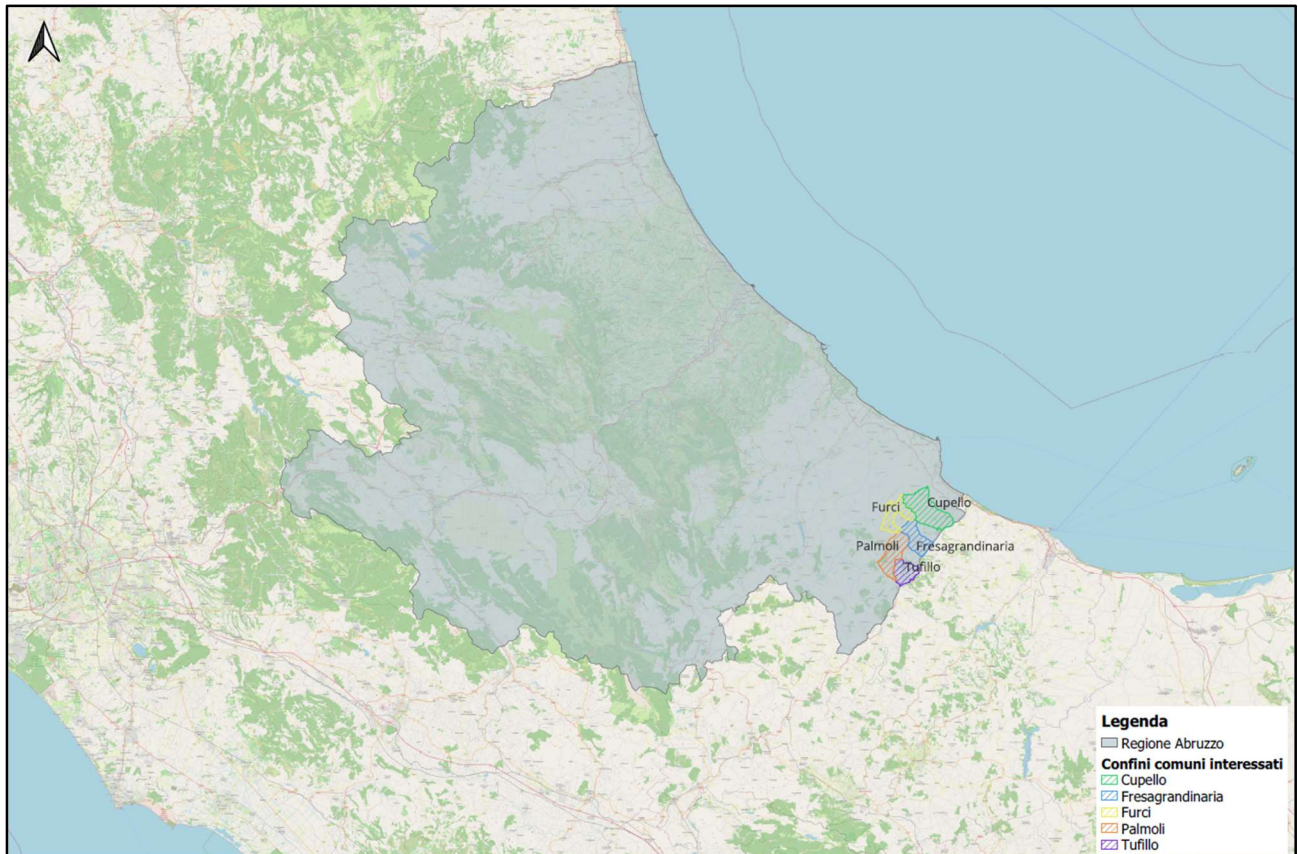 Cupello
Furci
Palmoli
Fresagrandinaria
Tufillo
Legenda
Regione Abruzzo
Confini comuni interessati
Cupello
Fresagrandinaria
Furci
Palmoli
Tufillo